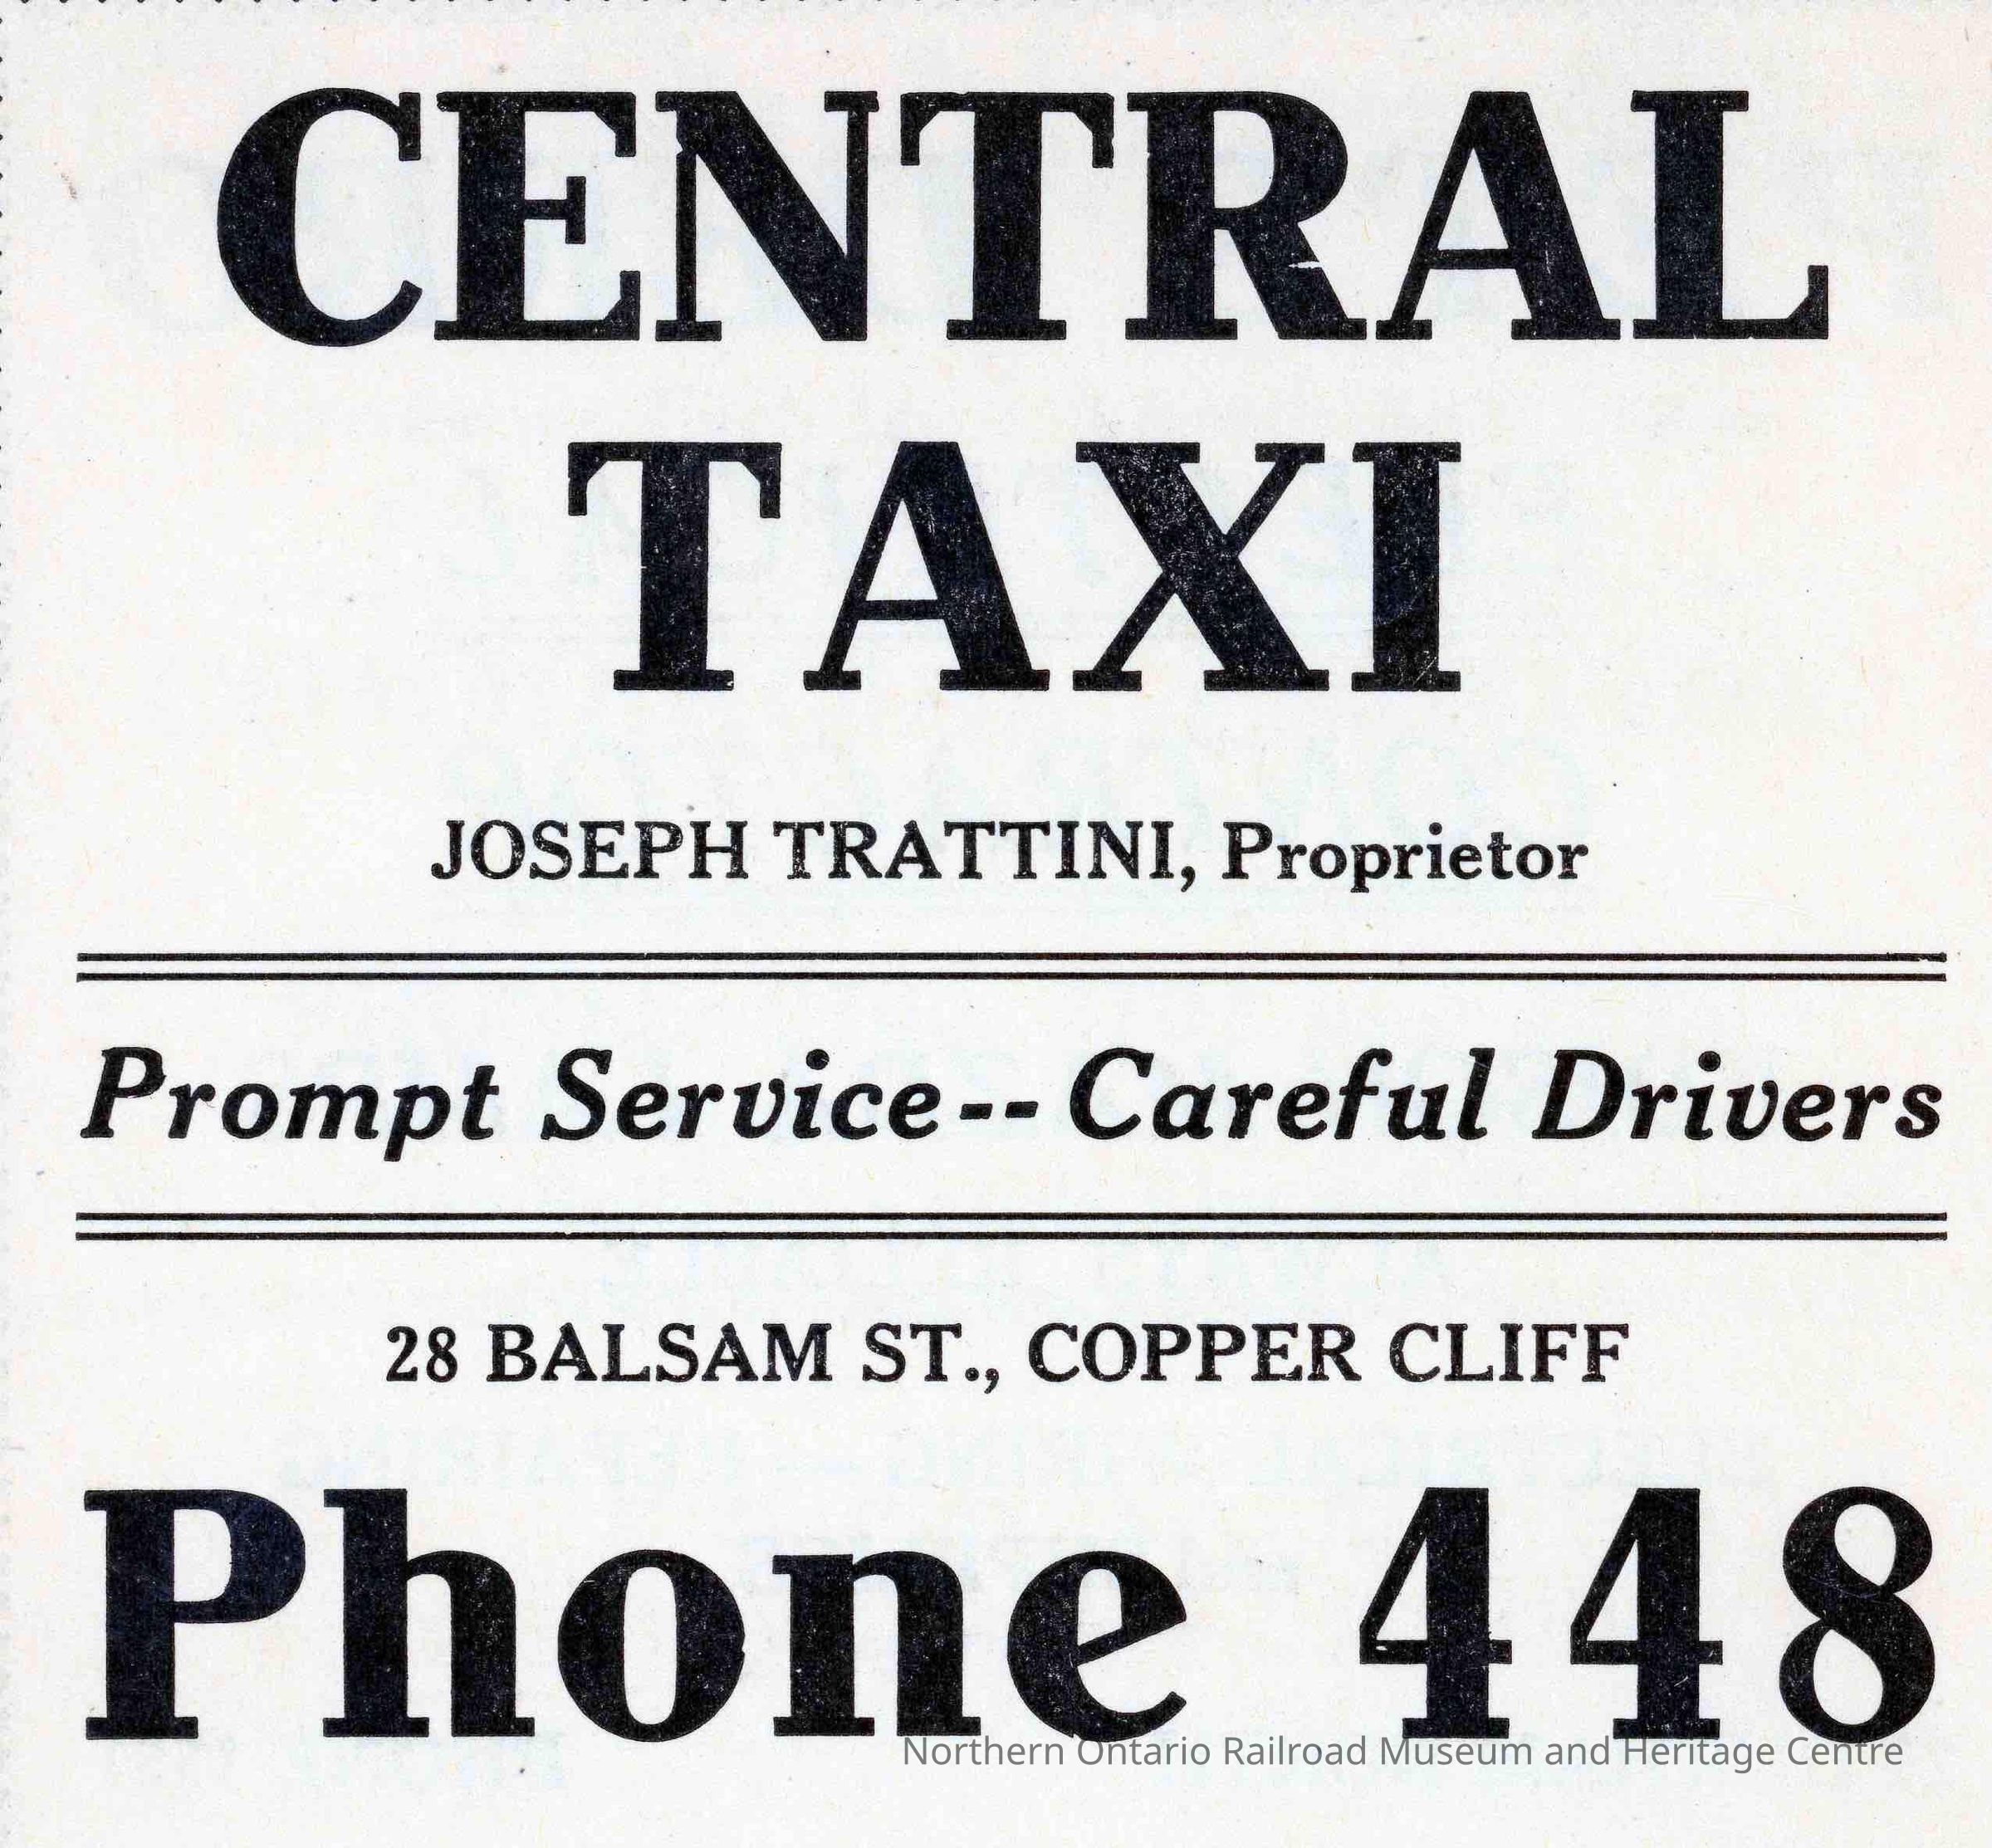 CENTRAL
TAXI
JOSEPH TRATTINI, Proprietor
Prompt Service -- Careful Drivers
28 BALSAM ST., COPPER CLIFF
Phone 448
Northern Ontario Railroad Museum and Heritage Centre